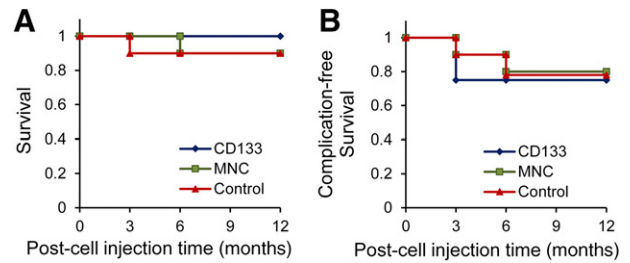 A
Survival
1
0.8
0.6
0.4
0.2
0
0 3 6 9 12
CD133
MNC
Control
Post-cell injection time (months)
B
Complication-free
Survival
1
0.8
0.6
0.4
0.2
0
0 3 6 9 12
CD133
MNC
Control
Post-cell injection time (months)